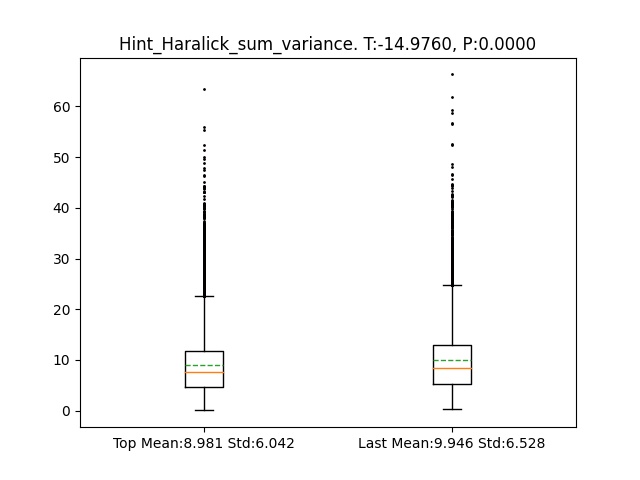 Hint_Haralick_sum_variance. T:-14.9760, P:0.0000
60
50
40
30
20
10
0
Top Mean:8.981 Std:6.042
Last Mean:9.946 Std:6.528